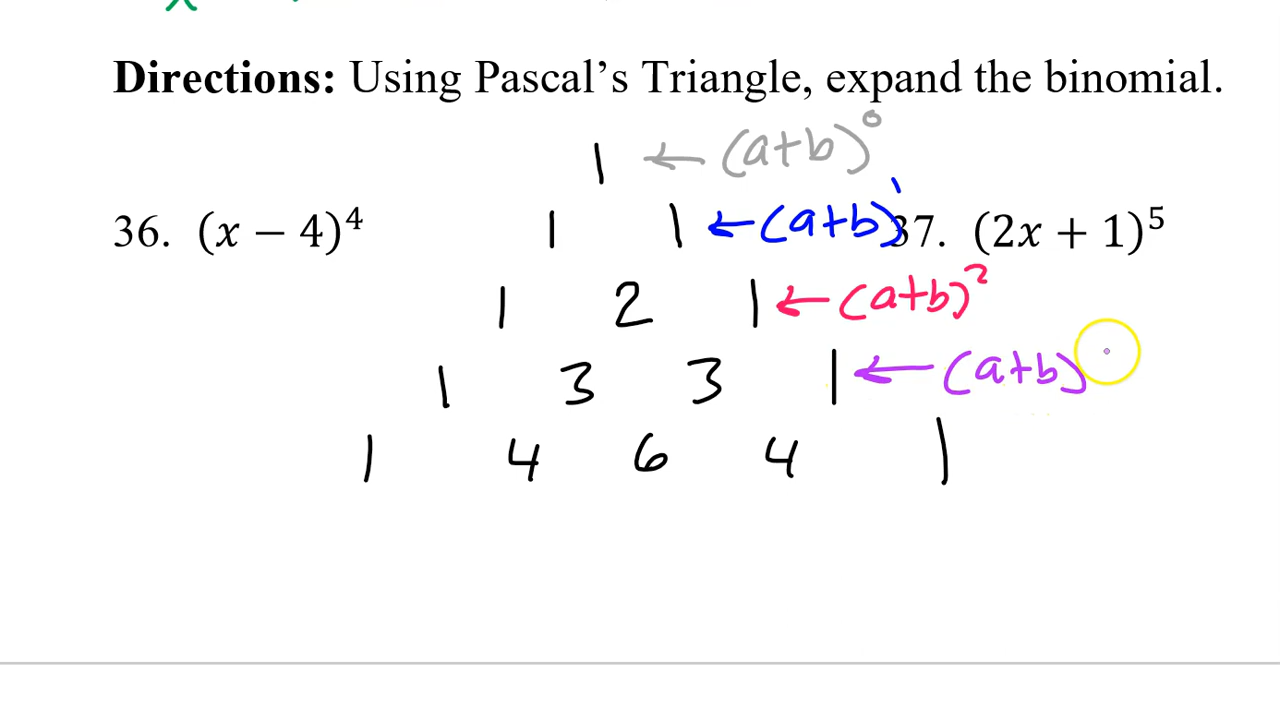 x
Directions: Using Pascal's Triangle, expand the binomial.
1 ← (a+b)⁰
36. (x − 4)⁴
1 1 ← (a+b)¹
37. (2x + 1)⁵
1 2 1 ← (a+b)²
1 3 3 1 ← (a+b)
1 4 6 4 1